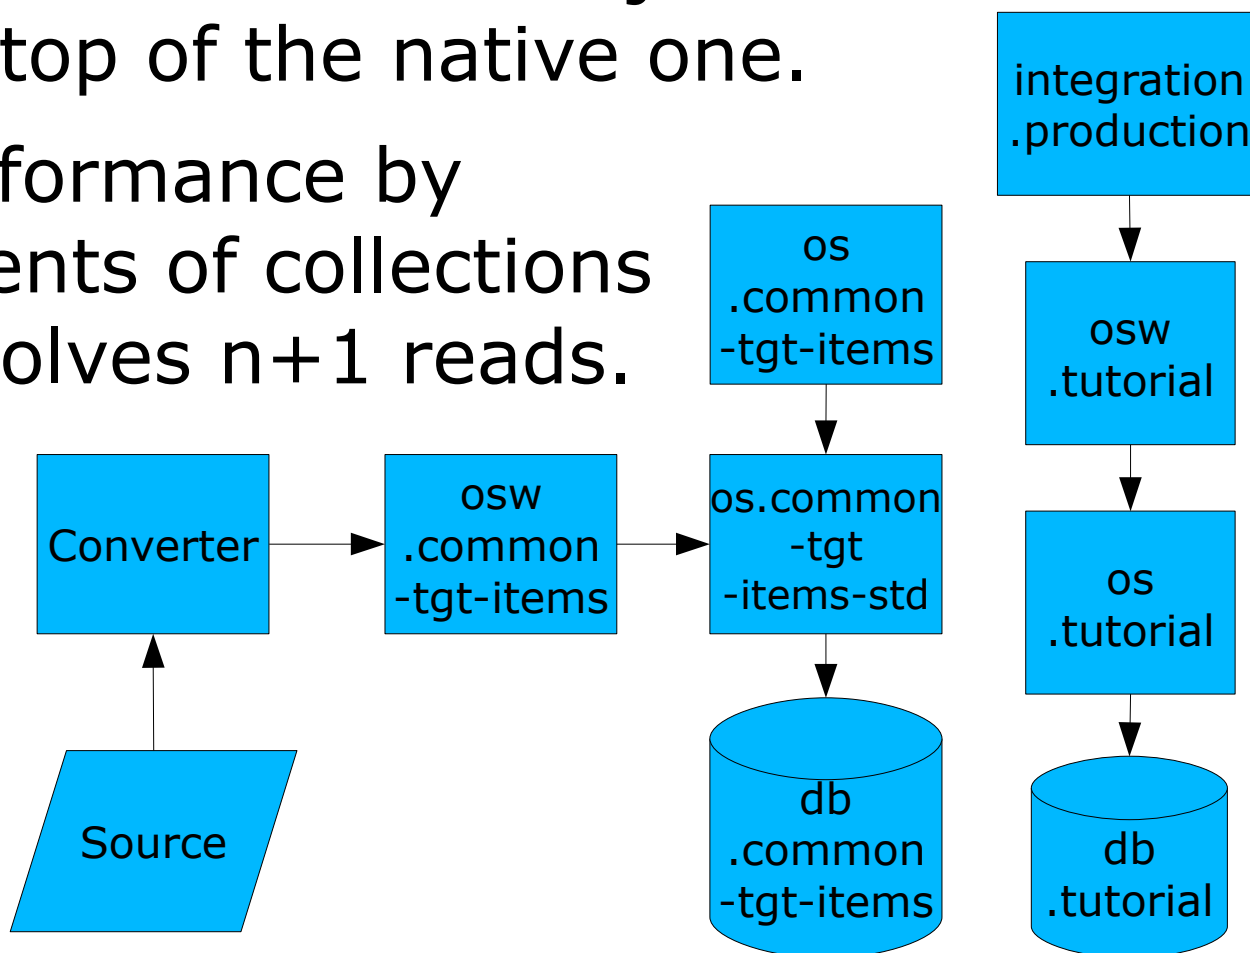 top of the native one.
formance by
ents of collections
olves n+1 reads.
integration
.production
os
.common
-tgt-items
osw
.tutorial
Converter
osw
.common
-tgt-items
os.common
-tgt
-items-std
os
.tutorial
Source
db
.common
-tgt-items
db
.tutorial